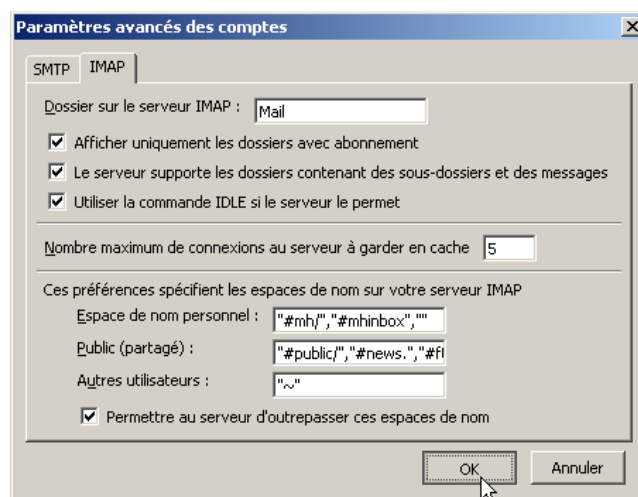 Paramètres avancés des comptes
SMTP IMAP
Dossier sur le serveur IMAP : Mail
Afficher uniquement les dossiers avec abonnement
Le serveur supporte les dossiers contenant des sous-dossiers et des messages
Utiliser la commande IDLE si le serveur le permet
Nombre maximum de connexions au serveur à garder en cache 5
Ces préférences spécifient les espaces de nom sur votre serveur IMAP
Espace de nom personnel : "#mh/","#mhinbox",""
Public (partagé) : "#public/","#news.","#f
Autres utilisateurs : "~"
Permettre au serveur d'outrepasser ces espaces de nom
OK Annuler